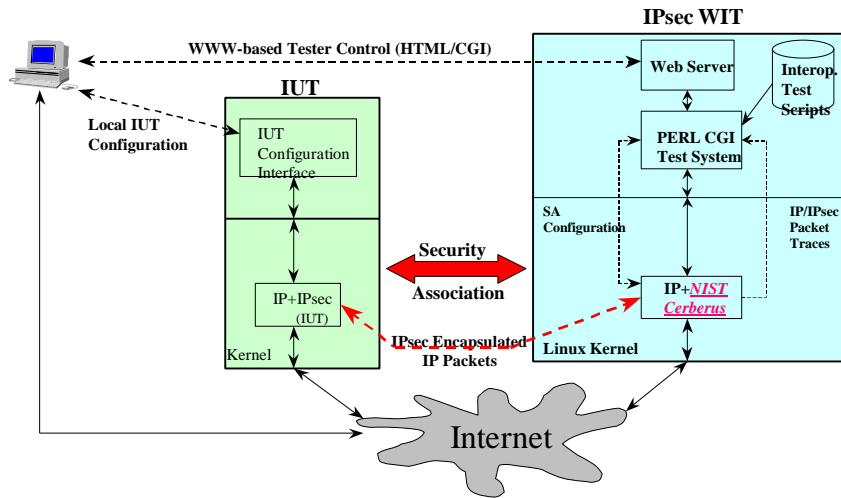 IPsec WIT
WWW-based Tester Control (HTML/CGI)
Web Server
Interop.
Test
Scripts
IUT
Local IUT
Configuration
IUT
Configuration
Interface
PERL CGI
Test System
SA
Configuration
IP/IPsec
Packet
Traces
Security
Association
IP+IPsec
(IUT)
IP+NIST
Cerberus
IPsec Encapsulated
IP Packets
Kernel
Linux Kernel
Internet